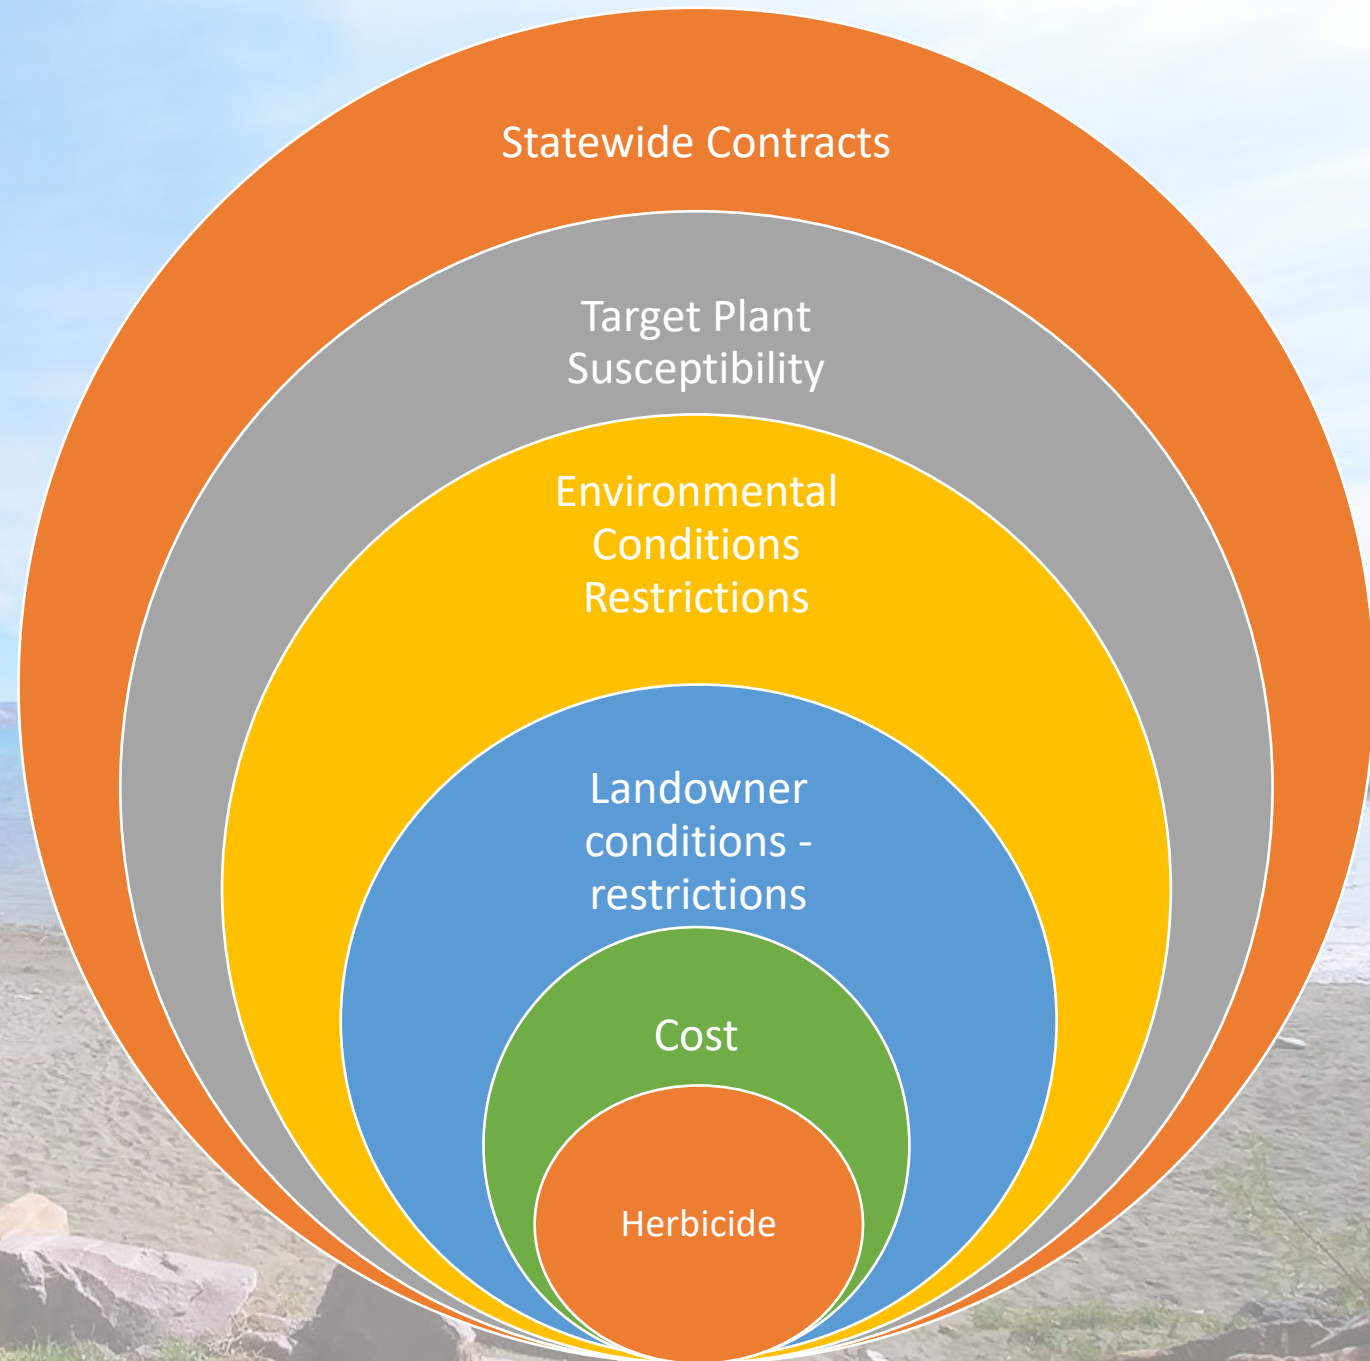 Statewide Contracts
Target Plant
Susceptibility
Environmental
Conditions
Restrictions
Landowner
conditions -
restrictions
Cost
Herbicide